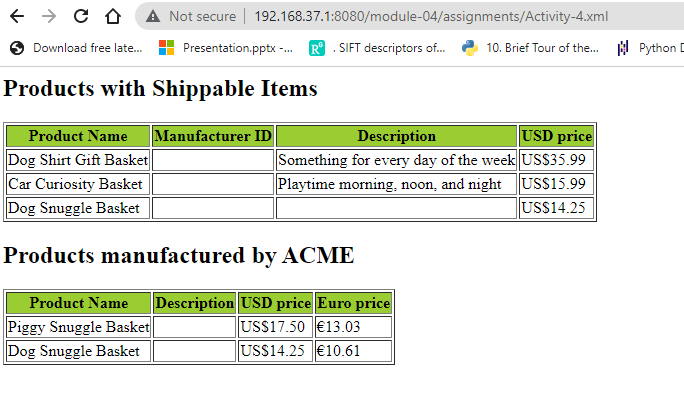 Not secure | 192.168.37.1:8080/module-04/assignments/Activity-4.xml
Download free late... Presentation.pptx -... R⁶ . SIFT descriptors of... 10. Brief Tour of the... Python D
Products with Shippable Items
Product Name Manufacturer ID Description USD price
Dog Shirt Gift Basket Something for every day of the week US$35.99
Car Curiosity Basket Playtime morning, noon, and night US$15.99
Dog Snuggle Basket US$14.25
Products manufactured by ACME
Product Name Description USD price Euro price
Piggy Snuggle Basket US$17.50 €13.03
Dog Snuggle Basket US$14.25 €10.61